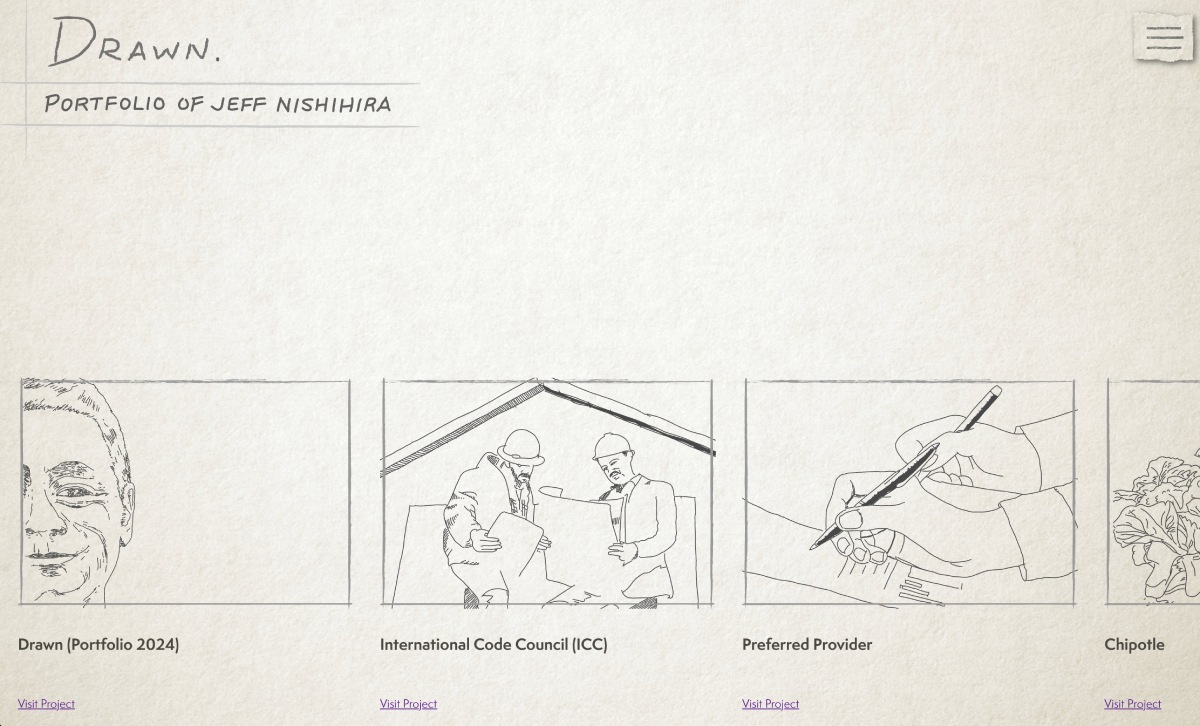 Drawn.
Portfolio of Jeff Nishihira
Drawn (Portfolio 2024)
International Code Council (ICC)
Preferred Provider
Chipotle
Visit Project
Visit Project
Visit Project
Visit Project